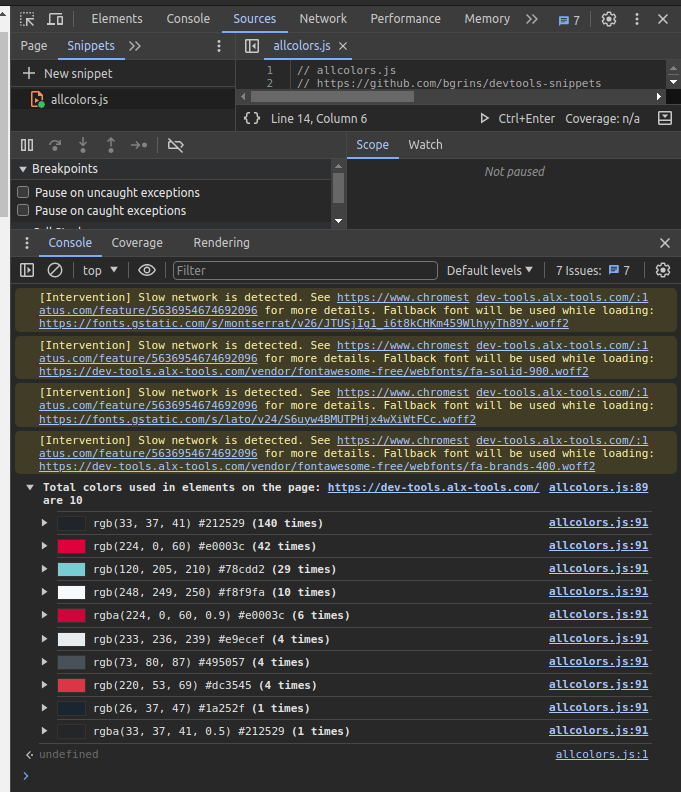 Elements Console Sources Network Performance Memory 7
Page Snippets allcolors.js
New snippet
allcolors.js
1 // allcolors.js
2 // https://github.com/bgrins/devtools-snippets
{} Line 14, Column 6 Ctrl+Enter Coverage: n/a
Breakpoints
Pause on uncaught exceptions
Pause on caught exceptions
Scope Watch
Not paused
Console Coverage Rendering
top Filter Default levels 7 Issues: 7
[Intervention] Slow network is detected. See https://www.chromest dev-tools.alx-tools.com/:1
atus.com/feature/5636954674692096 for more details. Fallback font will be used while loading:
https://fonts.gstatic.com/s/montserrat/v26/JTUSjIg1_i6t8kCHKm459WlhyyTh89Y.woff2
[Intervention] Slow network is detected. See https://www.chromest dev-tools.alx-tools.com/:1
atus.com/feature/5636954674692096 for more details. Fallback font will be used while loading:
https://dev-tools.alx-tools.com/vendor/fontawesome-free/webfonts/fa-solid-900.woff2
[Intervention] Slow network is detected. See https://www.chromest dev-tools.alx-tools.com/:1
atus.com/feature/5636954674692096 for more details. Fallback font will be used while loading:
https://fonts.gstatic.com/s/lato/v24/S6uyw4BMUTPHjx4wXiWtFCc.woff2
[Intervention] Slow network is detected. See https://www.chromest dev-tools.alx-tools.com/:1
atus.com/feature/5636954674692096 for more details. Fallback font will be used while loading:
https://dev-tools.alx-tools.com/vendor/fontawesome-free/webfonts/fa-brands-400.woff2
Total colors used in elements on the page: https://dev-tools.alx-tools.com/ allcolors.js:89
are 10
rgb(33, 37, 41) #212529 (140 times) allcolors.js:91
rgb(224, 0, 60) #e0003c (42 times) allcolors.js:91
rgb(120, 205, 210) #78cdd2 (29 times) allcolors.js:91
rgb(248, 249, 250) #f8f9fa (10 times) allcolors.js:91
rgba(224, 0, 60, 0.9) #e0003c (6 times) allcolors.js:91
rgb(233, 236, 239) #e9ecef (4 times) allcolors.js:91
rgb(73, 80, 87) #495057 (4 times) allcolors.js:91
rgb(220, 53, 69) #dc3545 (4 times) allcolors.js:91
rgb(26, 37, 47) #1a252f (1 times) allcolors.js:91
rgba(33, 37, 41, 0.5) #212529 (1 times) allcolors.js:91
undefined allcolors.js:1